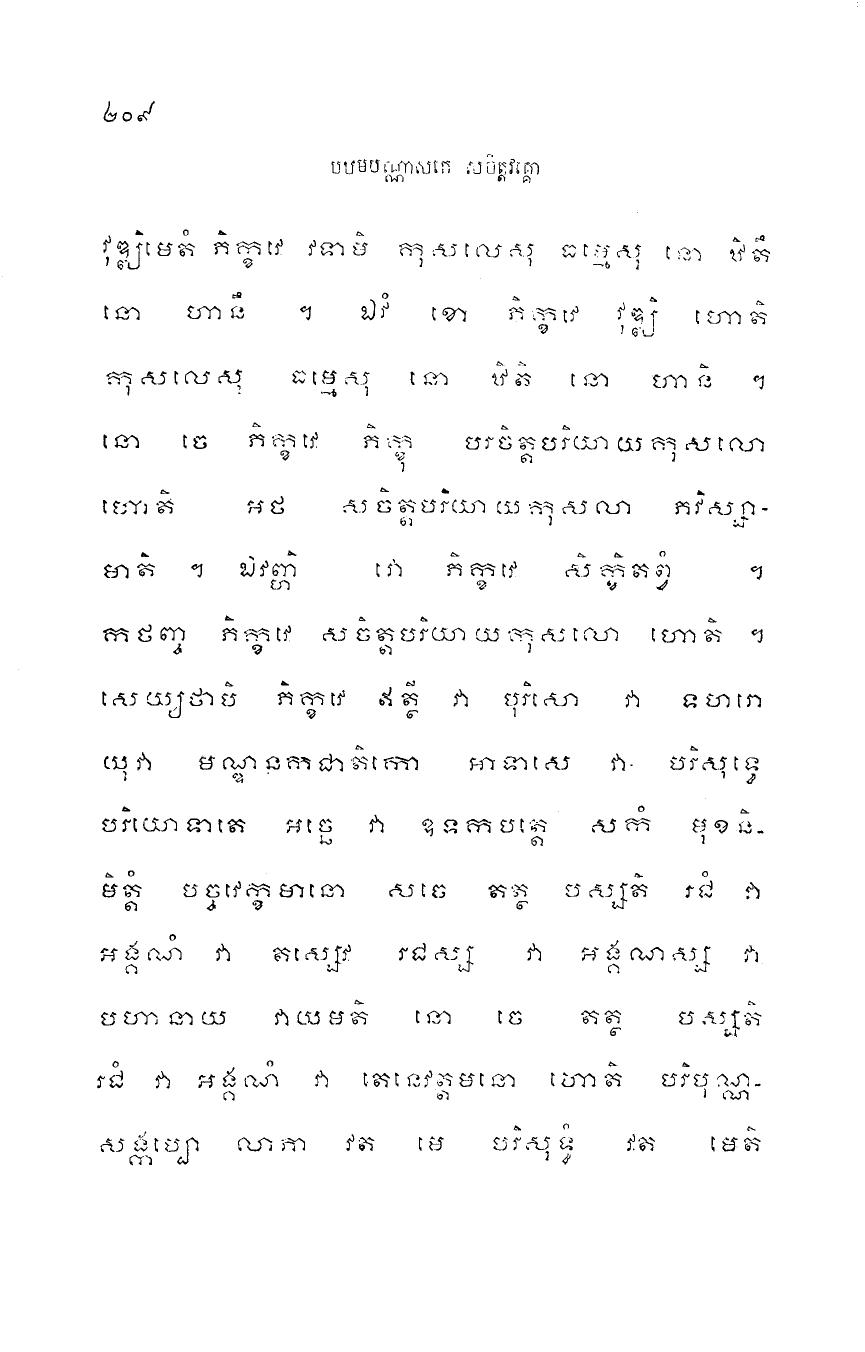 ២០៩
បឋមបណ្ណាសកេ សចិត្តវគ្គោ
វុឌ្ឍិមេតំ ភិក្ខវេ វទាមិ កុសលេសុ ធម្មេសុ នោ ឋិតឹ
នោ ហានឹ ។ ឯវំ ខោ ភិក្ខវេ វុឌ្ឍិ ហោតិ
កុសលេសុ ធម្មេសុ នោ ឋិតិ នោ ហានិ ។
នោ ចេ ភិក្ខវេ ភិក្ខុ បរចិត្តបរិយាយកុសលោ
ហោតិ អថ សចិត្តបរិយាយកុសលា ភវិស្សា-
មាតិ ។ ឯវញ្ហិ វោ ភិក្ខវេ សិក្ខិតព្វំ ។
កថញ្ច ភិក្ខវេ សចិត្តបរិយាយកុសលោ ហោតិ ។
សេយ្យថាបិ ភិក្ខវេ ឥត្ថី វា បុរិសោ វា ទហរោ
យុវា មណ្ឌនកជាតិកោ អាទាសេ វា បរិសុទ្ធេ
បរិយោទាតេ អច្ឆេ វា ឧទកបត្តេ សកំ មុខនិ-
មិត្តំ បច្ចវេក្ខមានោ សចេ តត្ថ បស្សតិ រជំ វា
អង្គណំ វា តស្សេវ រជស្ស វា អង្គណស្ស វា
បហានាយ វាយមតិ នោ ចេ តត្ថ បស្សតិ
រជំ វា អង្គណំ វា តេនេវត្តមនោ ហោតិ បរិបុណ្ណ-
សង្កប្បោ លាភា វត មេ បរិសុទ្ធំ វត មេតិ